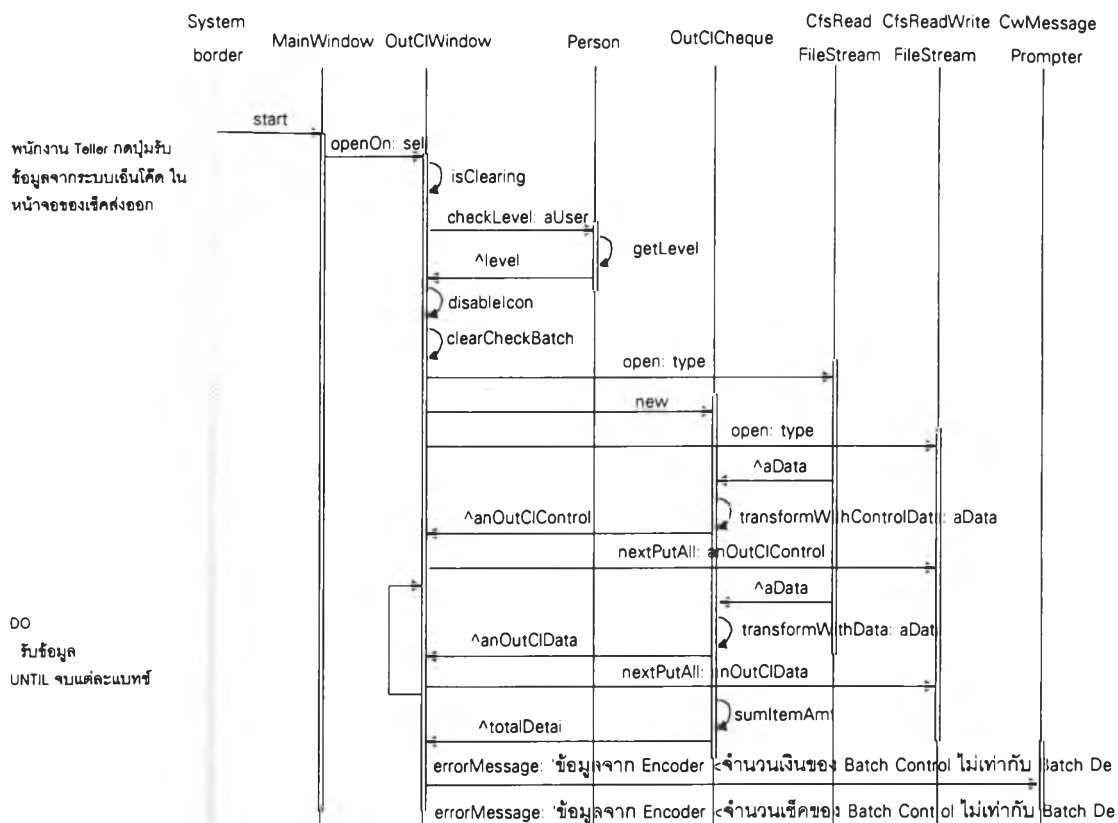 System
border
MainWindow
OutClWindow
Person
OutClCheque
CfsRead
FileStream
CfsReadWrite
FileStream
CwMessage
Prompter
start
พนักงาน Teller กดปุ่มรับ
ข้อมูลจากระบบเอ็นโค๊ด ใน
หน้าจอของเช็คส่งออก
openOn: sel
isClearing
checkLevel: aUser
getLevel
^level
disableIcon
clearCheckBatch
open: type
new
open: type
^aData
transformWithControlData: aData
^anOutClControl
nextPutAll: anOutClControl
^aData
DO
รับข้อมูล
UNTIL จบแต่ละแบทช์
transformWithData: aDat
^anOutClData
nextPutAll: anOutClData
sumItemAmt
^totalDetai
errorMessage: 'ข้อมูลจาก Encoder <จำนวนเงินของ Batch Control ไม่เท่ากับ Batch De
errorMessage: 'ข้อมูลจาก Encoder <จำนวนเช็คของ Batch Control ไม่เท่ากับ Batch De